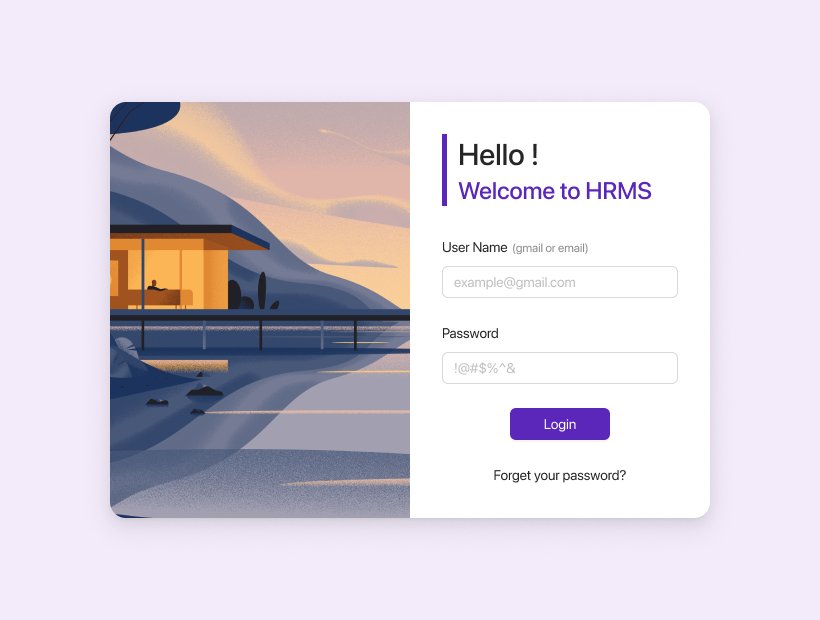 Hello !
Welcome to HRMS
User Name (gmail or email)
example@gmail.com
Password
!@#$%^&
Login
Forget your password?